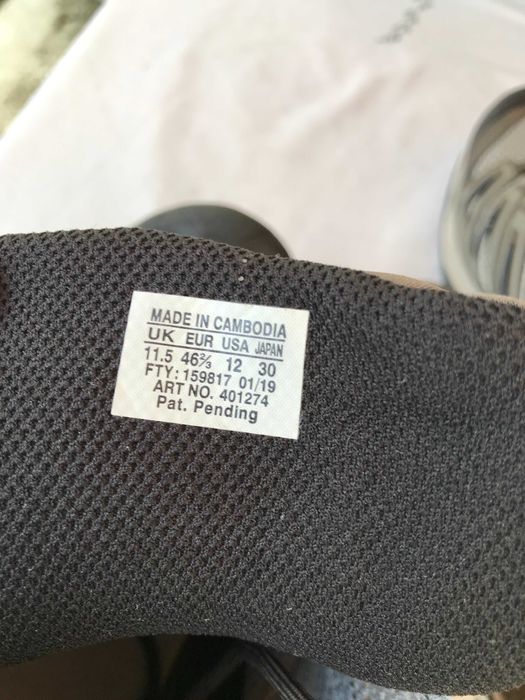 MADE IN CAMBODIA
UK EUR USA JAPAN
11.5 46⅔ 12 30
FTY: 159817 01/19
ART NO. 401274
Pat. Pending